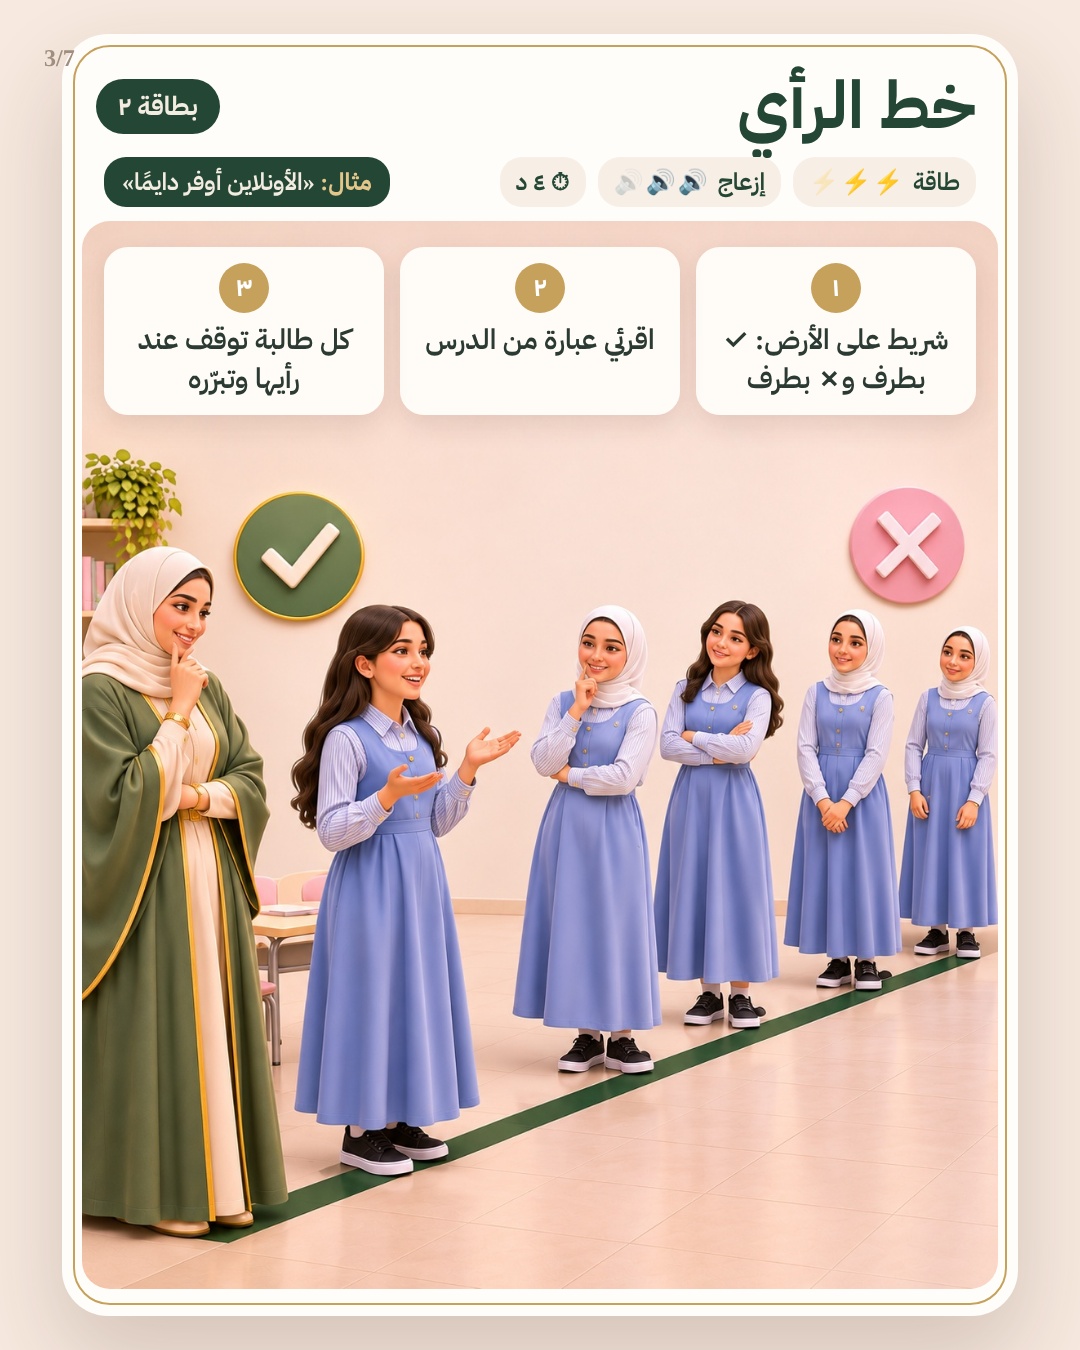 3/7
خط الرأي
بطاقة ٢
طاقة ⚡⚡⚡
إزعاج 🔊🔊🔊
⏱ ٤ د
مثال: «الأونلاين أوفر دايمًا»
١
شريط على الأرض: ✓
بطرف و✕ بطرف
٢
اقرئي عبارة من الدرس
٣
كل طالبة توقف عند
رأيها وتبرّره